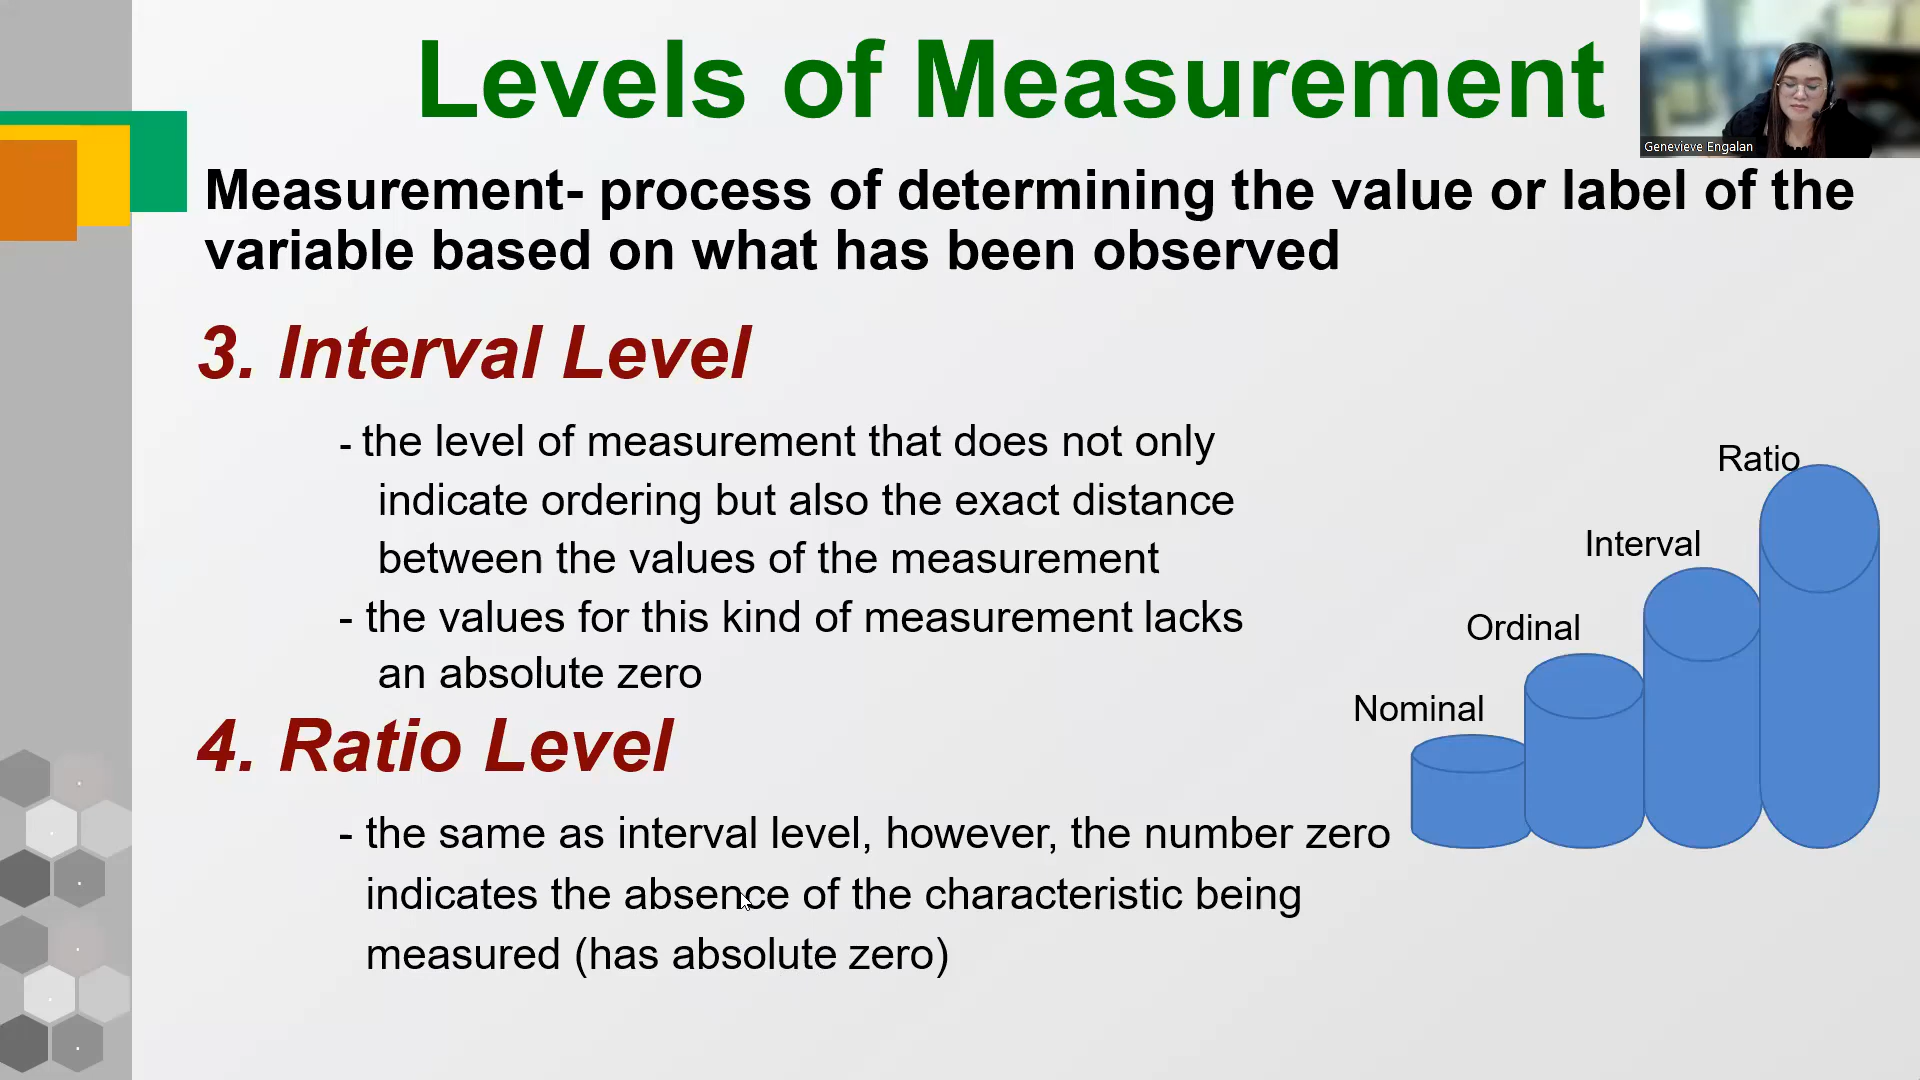 Levels of Measurement
Genevieve Engalan
Measurement- process of determining the value or label of the
variable based on what has been observed
3. Interval Level
- the level of measurement that does not only
indicate ordering but also the exact distance
between the values of the measurement
- the values for this kind of measurement lacks
an absolute zero
4. Ratio Level
- the same as interval level, however, the number zero
indicates the absence of the characteristic being
measured (has absolute zero)
Ratio
Interval
Ordinal
Nominal